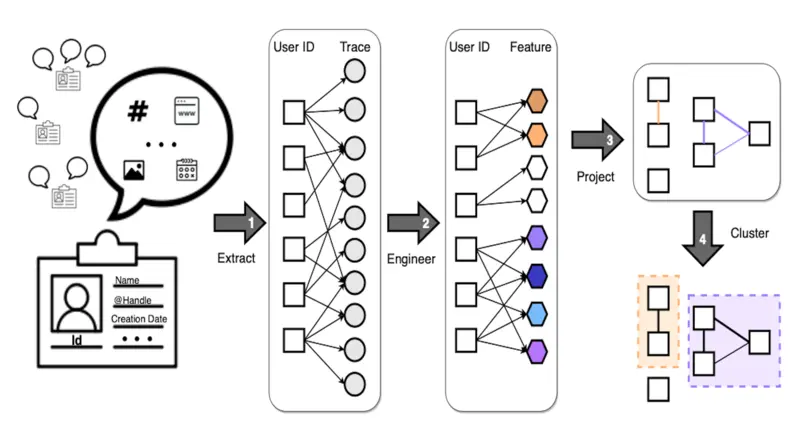 #
www
Name
@Handle
Creation Date
Id
1
Extract
User ID Trace
2
Engineer
User ID Feature
3
Project
4
Cluster